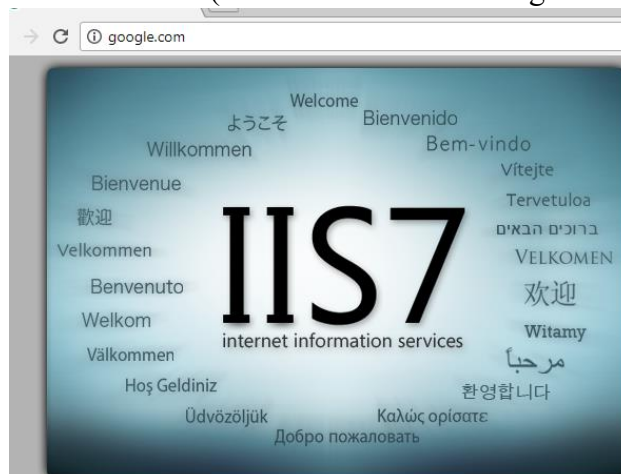 google.com
Welcome
ようこそ
Bienvenido
Willkommen
Bem-vindo
Vítejte
Bienvenue
Tervetuloa
歡迎
ברוכים הבאים
Velkommen
VELKOMEN
IIS7
internet information services
Benvenuto
欢迎
Welkom
Witamy
Välkommen
مرحباً
Hoş Geldiniz
환영합니다
Üdvözöljük
Καλώς ορίσατε
Добро пожаловать